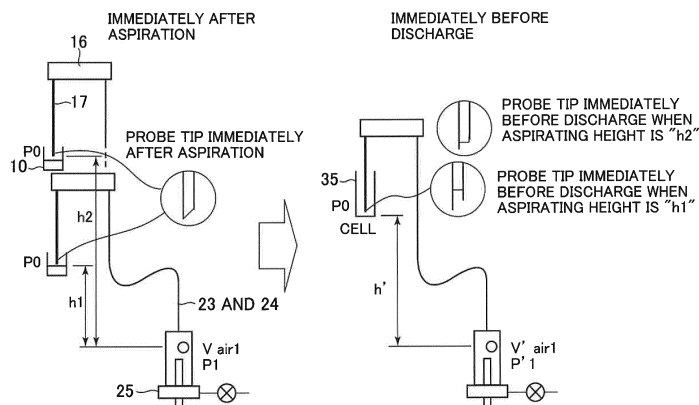 IMMEDIATELY AFTER
ASPIRATION
16
17
P0
10
PROBE TIP IMMEDIATELY
AFTER ASPIRATION
h2
P0
h1
23 AND 24
V air1
P1
25
IMMEDIATELY BEFORE
DISCHARGE
PROBE TIP IMMEDIATELY
BEFORE DISCHARGE WHEN
ASPIRATING HEIGHT IS "h2"
35
P0
CELL
PROBE TIP IMMEDIATELY
BEFORE DISCHARGE WHEN
ASPIRATING HEIGHT IS "h1"
h'
V' air1
P' 1